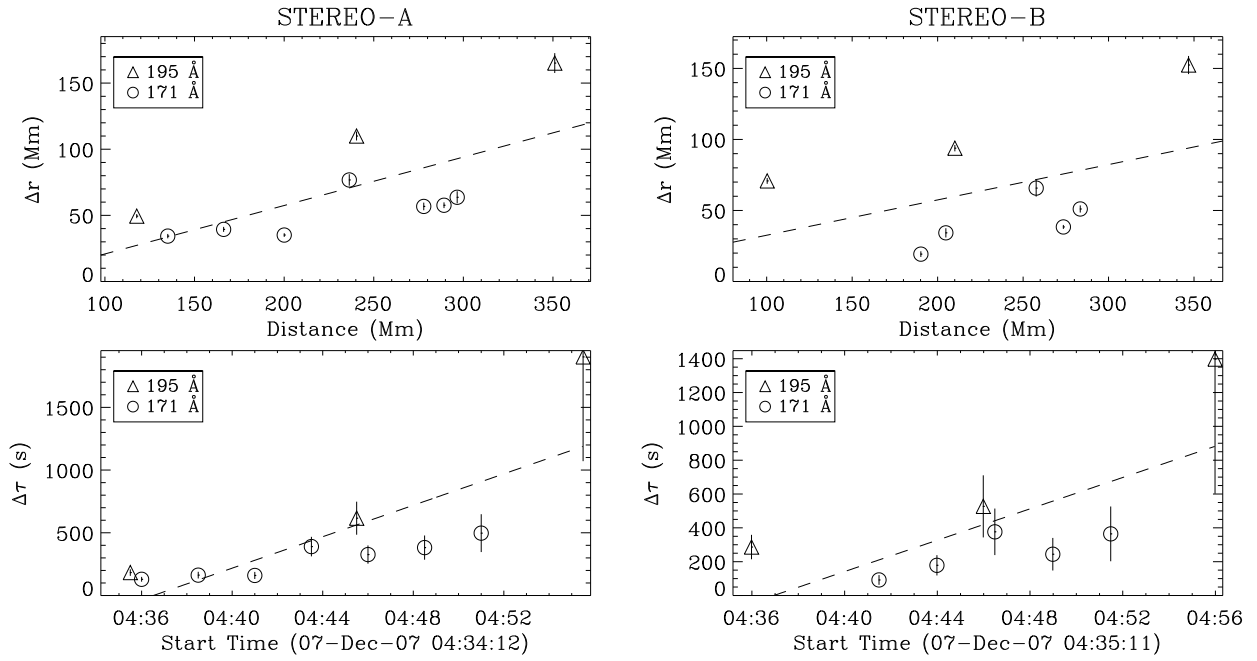 STEREO-A
STEREO-B
△ 195 Å
○ 171 Å
150
100
50
0
Δr (Mm)
100 150 200 250 300 350
Distance (Mm)
△ 195 Å
○ 171 Å
150
100
50
0
Δr (Mm)
100 150 200 250 300 350
Distance (Mm)
△ 195 Å
○ 171 Å
1500
1000
500
0
Δτ (s)
04:36 04:40 04:44 04:48 04:52
Start Time (07-Dec-07 04:34:12)
△ 195 Å
○ 171 Å
1400
1200
1000
800
600
400
200
0
Δτ (s)
04:36 04:40 04:44 04:48 04:52 04:56
Start Time (07-Dec-07 04:35:11)